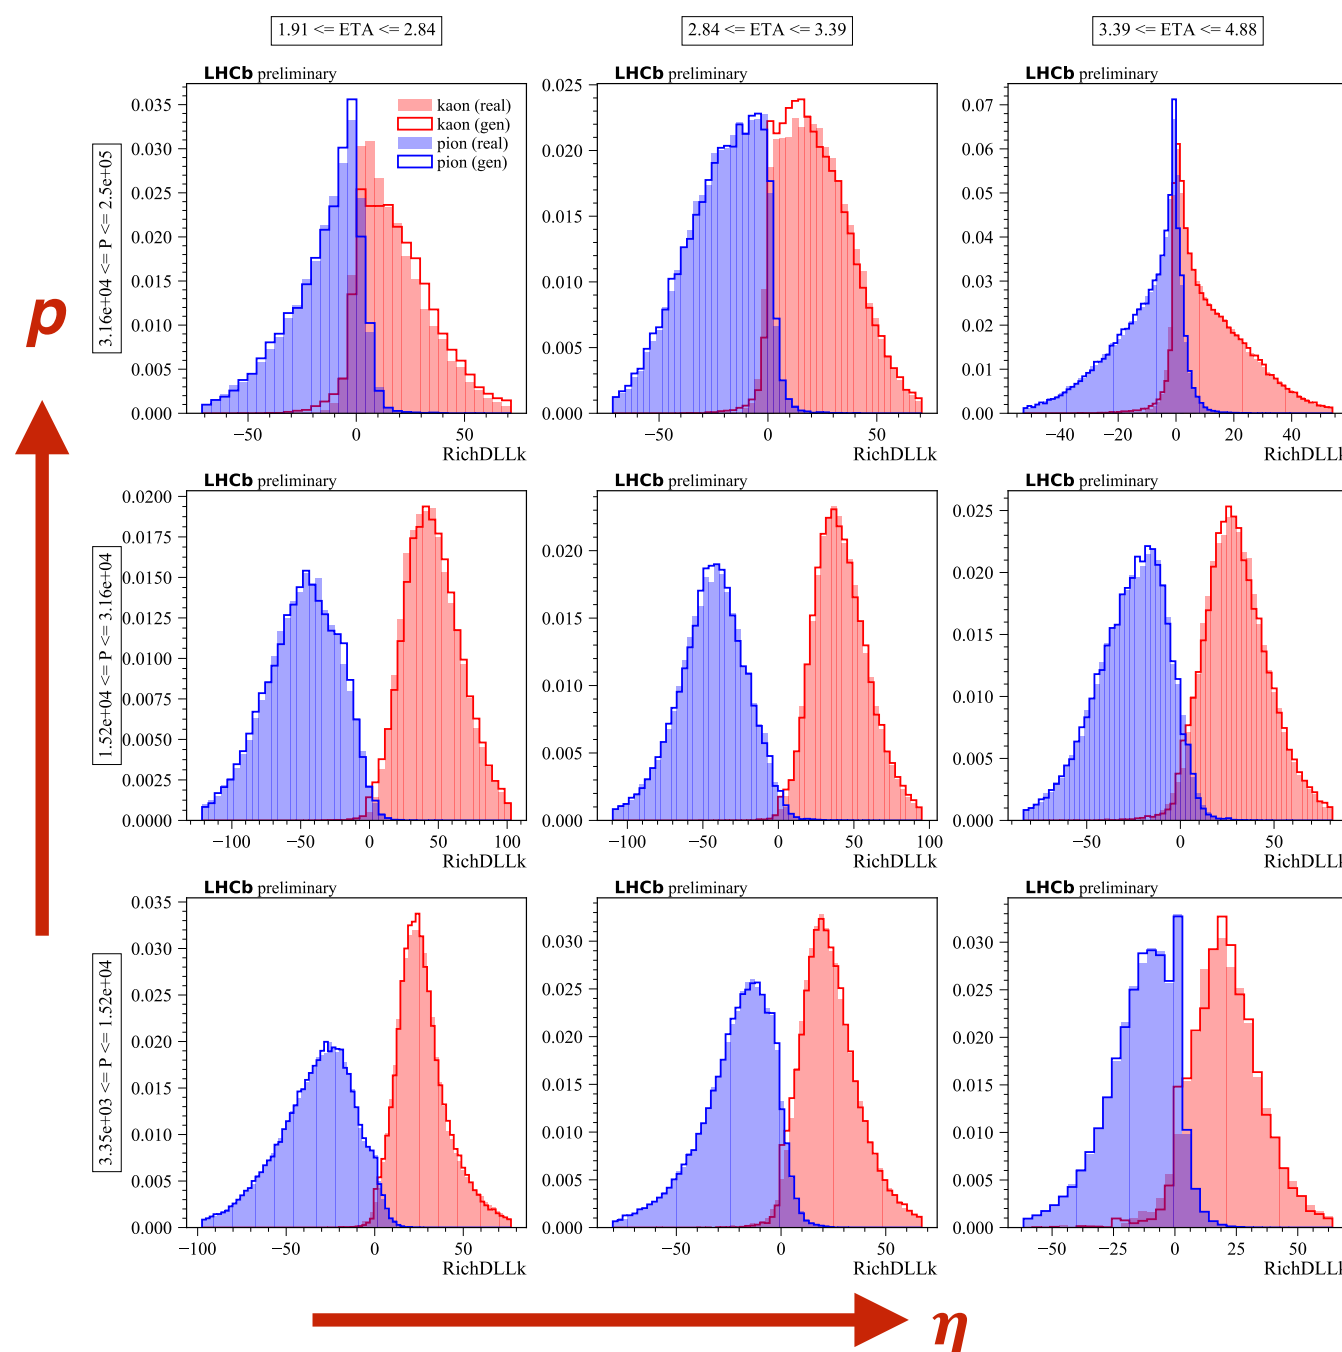 1.91 <= ETA <= 2.84
2.84 <= ETA <= 3.39
3.39 <= ETA <= 4.88
3.16e+04 <= P <= 2.5e+05
LHCb preliminary
kaon (real)
kaon (gen)
pion (real)
pion (gen)
0.035
0.030
0.025
0.020
0.015
0.010
0.005
0.000
−50 0 50
RichDLLk
LHCb preliminary
0.025
0.020
0.015
0.010
0.005
0.000
−50 0 50
RichDLLk
LHCb preliminary
0.07
0.06
0.05
0.04
0.03
0.02
0.01
0.00
−40 −20 0 20 40
RichDLLk
p
1.52e+04 <= P <= 3.16e+04
LHCb preliminary
0.0200
0.0175
0.0150
0.0125
0.0100
0.0075
0.0050
0.0025
0.0000
−100 −50 0 50 100
RichDLLk
LHCb preliminary
0.020
0.015
0.010
0.005
0.000
−100 −50 0 50 100
RichDLLk
LHCb preliminary
0.025
0.020
0.015
0.010
0.005
0.000
−50 0 50
RichDLLk
3.35e+03 <= P <= 1.52e+04
LHCb preliminary
0.035
0.030
0.025
0.020
0.015
0.010
0.005
0.000
−100 −50 0 50
RichDLLk
LHCb preliminary
0.030
0.025
0.020
0.015
0.010
0.005
0.000
−50 0 50
RichDLLk
LHCb preliminary
0.030
0.025
0.020
0.015
0.010
0.005
0.000
−50 −25 0 25 50
RichDLLk
η